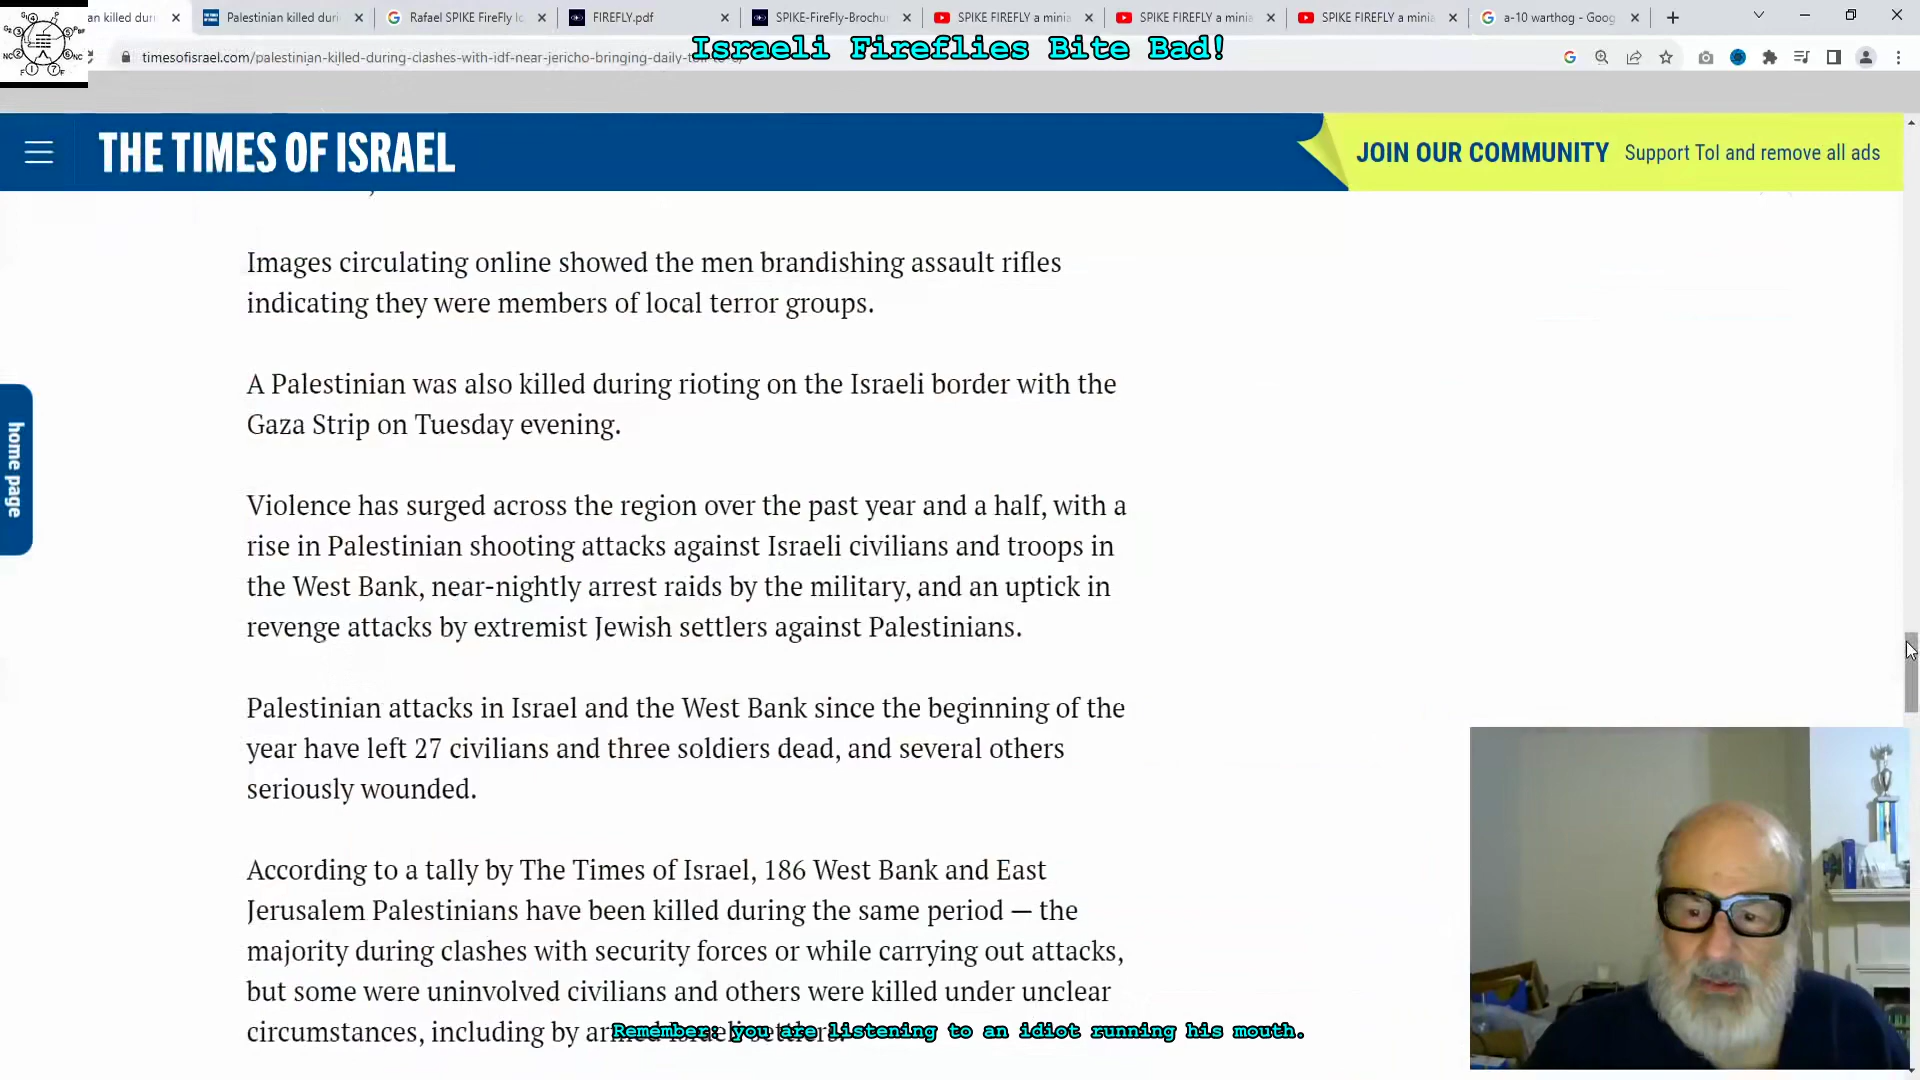 an killed duri
Palestinian killed duri
Rafael SPIKE FireFly lo
FIREFLY.pdf
SPIKE-FireFly-Brochur
SPIKE FIREFLY a minia
SPIKE FIREFLY a minia
SPIKE FIREFLY a minia
a-10 warthog - Goog
Israeli Fireflies Bite Bad!
timesofisrael.com/palestinian-killed-during-clashes-with-idf-near-jericho-bringing-daily-
THE TIMES OF ISRAEL
JOIN OUR COMMUNITY Support ToI and remove all ads
home page
Images circulating online showed the men brandishing assault rifles
indicating they were members of local terror groups.
A Palestinian was also killed during rioting on the Israeli border with the
Gaza Strip on Tuesday evening.
Violence has surged across the region over the past year and a half, with a
rise in Palestinian shooting attacks against Israeli civilians and troops in
the West Bank, near-nightly arrest raids by the military, and an uptick in
revenge attacks by extremist Jewish settlers against Palestinians.
Palestinian attacks in Israel and the West Bank since the beginning of the
year have left 27 civilians and three soldiers dead, and several others
seriously wounded.
According to a tally by The Times of Israel, 186 West Bank and East
Jerusalem Palestinians have been killed during the same period — the
majority during clashes with security forces or while carrying out attacks,
but some were uninvolved civilians and others were killed under unclear
circumstances, including by armed Israeli settlers.
Remember: you are listening to an idiot running his mouth.